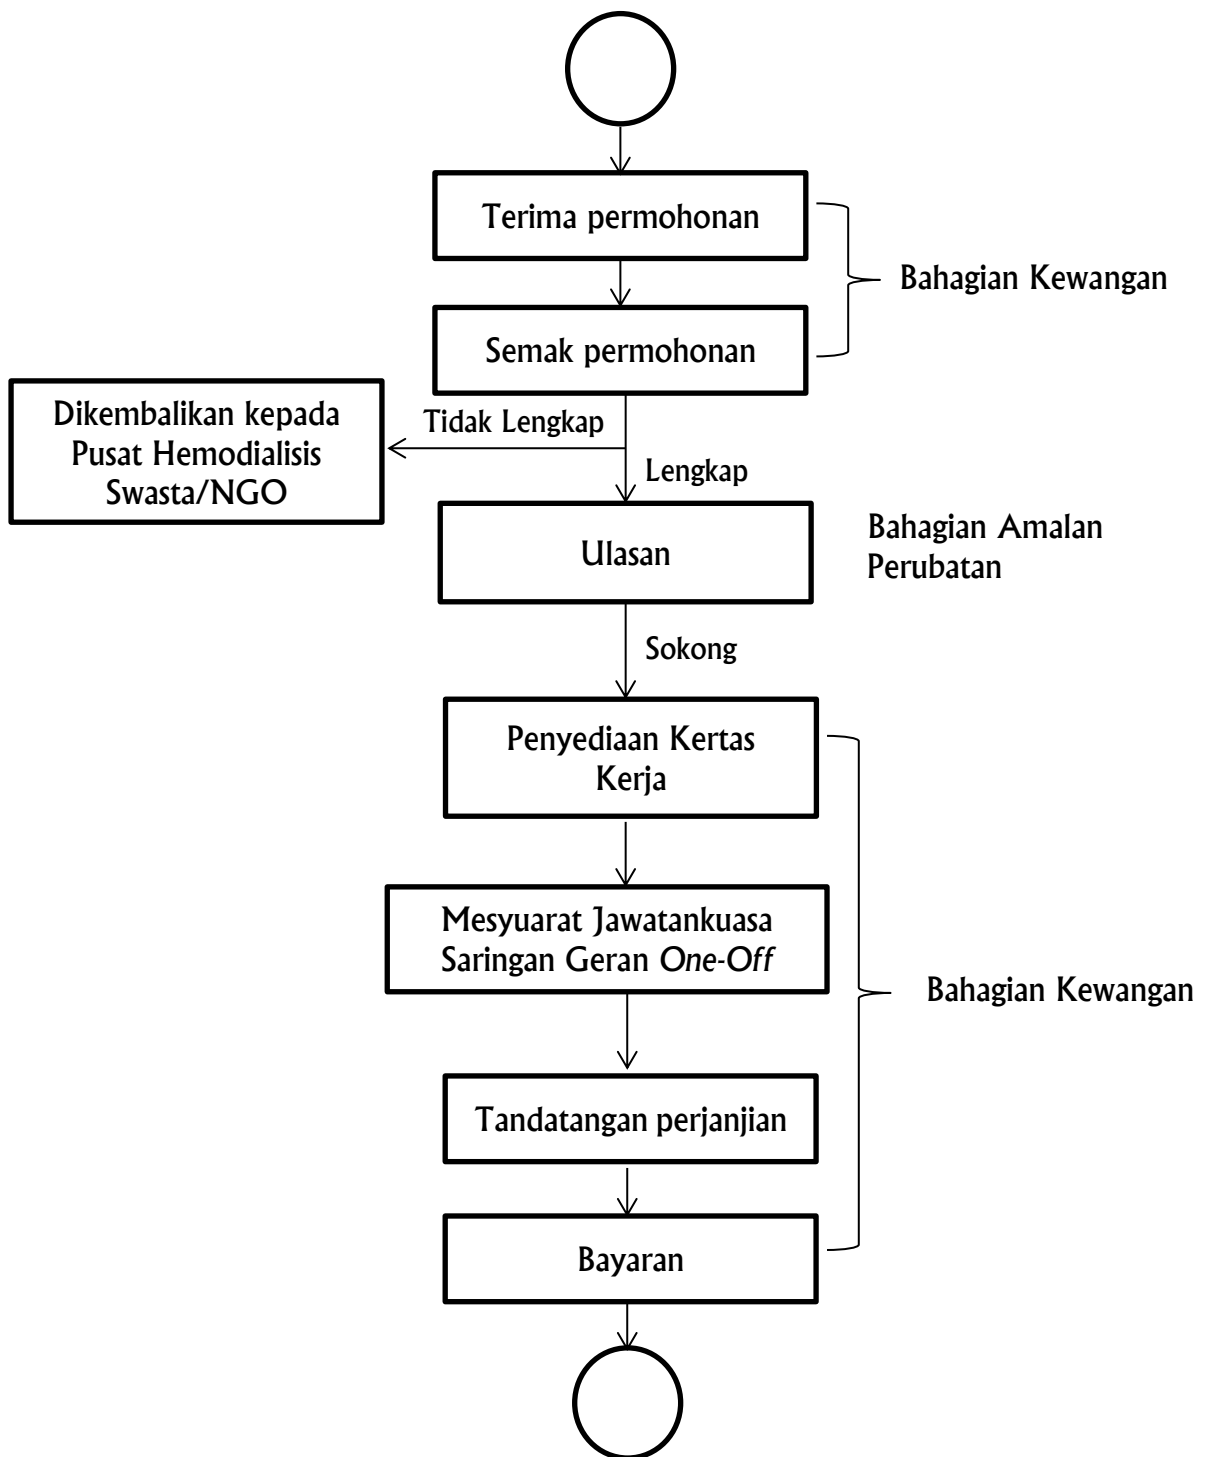 Terima permohonan
Bahagian Kewangan
Semak permohonan
Dikembalikan kepada
Pusat Hemodialisis
Swasta/NGO
Tidak Lengkap
Lengkap
Ulasan
Bahagian Amalan
Perubatan
Sokong
Penyediaan Kertas
Kerja
Mesyuarat Jawatankuasa
Saringan Geran One-Off
Bahagian Kewangan
Tandatangan perjanjian
Bayaran